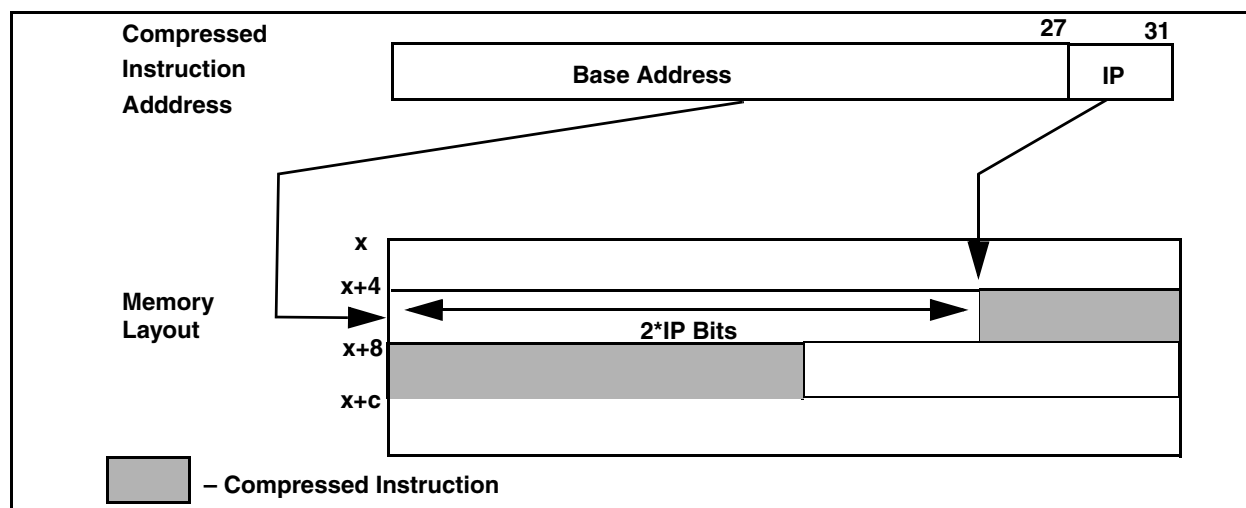 Compressed
Instruction
Adddress
27 31
Base Address
IP
x
x+4
Memory
Layout
2*IP Bits
x+8
x+c
– Compressed Instruction